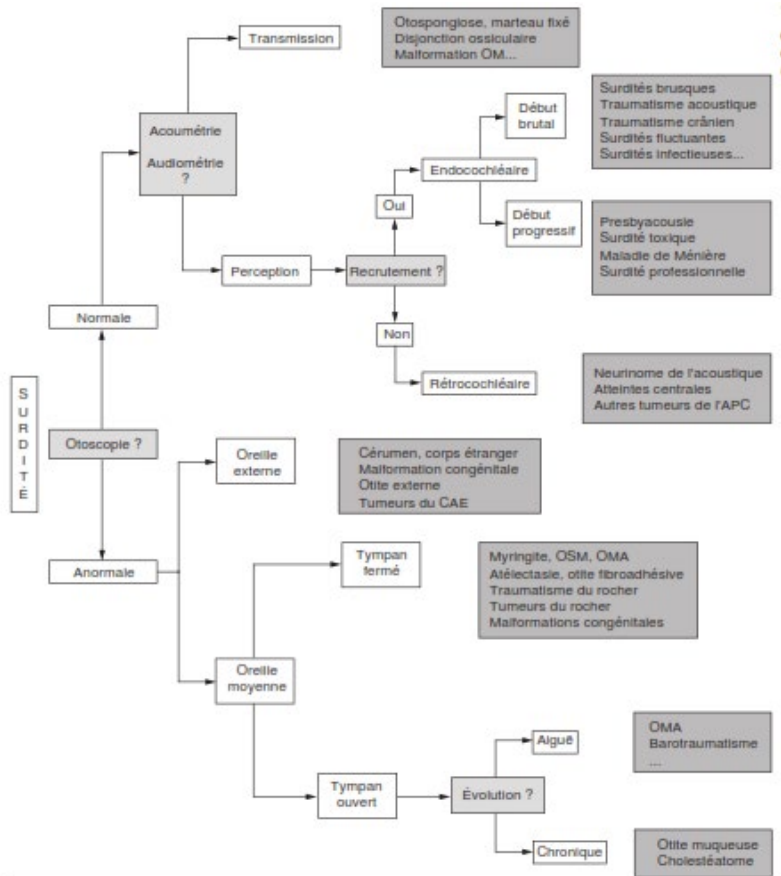 Transmission
Otospongiose, marteau fixé
Disjonction ossiculaire
Malformation OM...
Acoumétrie
Audiométrie
?
Début
brutal
Surdités brusques
Traumatisme acoustique
Traumatisme crânien
Surdités fluctuantes
Surdités infectieuses...
Endocochléaire
Oui
Début
progressif
Presbyacousie
Surdité toxique
Maladie de Ménière
Surdité professionnelle
Perception
Recrutement ?
Normale
Non
Rétrocochléaire
Neurinome de l'acoustique
Atteintes centrales
Autres tumeurs de l'APC
SURDITÉ
Otoscopie ?
Oreille
externe
Cérumen, corps étranger
Malformation congénitale
Otite externe
Tumeurs du CAE
Anormale
Tympan
fermé
Myringite, OSM, OMA
Atélectasie, otite fibroadhésive
Traumatisme du rocher
Tumeurs du rocher
Malformations congénitales
Oreille
moyenne
Tympan
ouvert
Évolution ?
Aiguë
OMA
Barotraumatisme
...
Chronique
Otite muqueuse
Cholestéatome